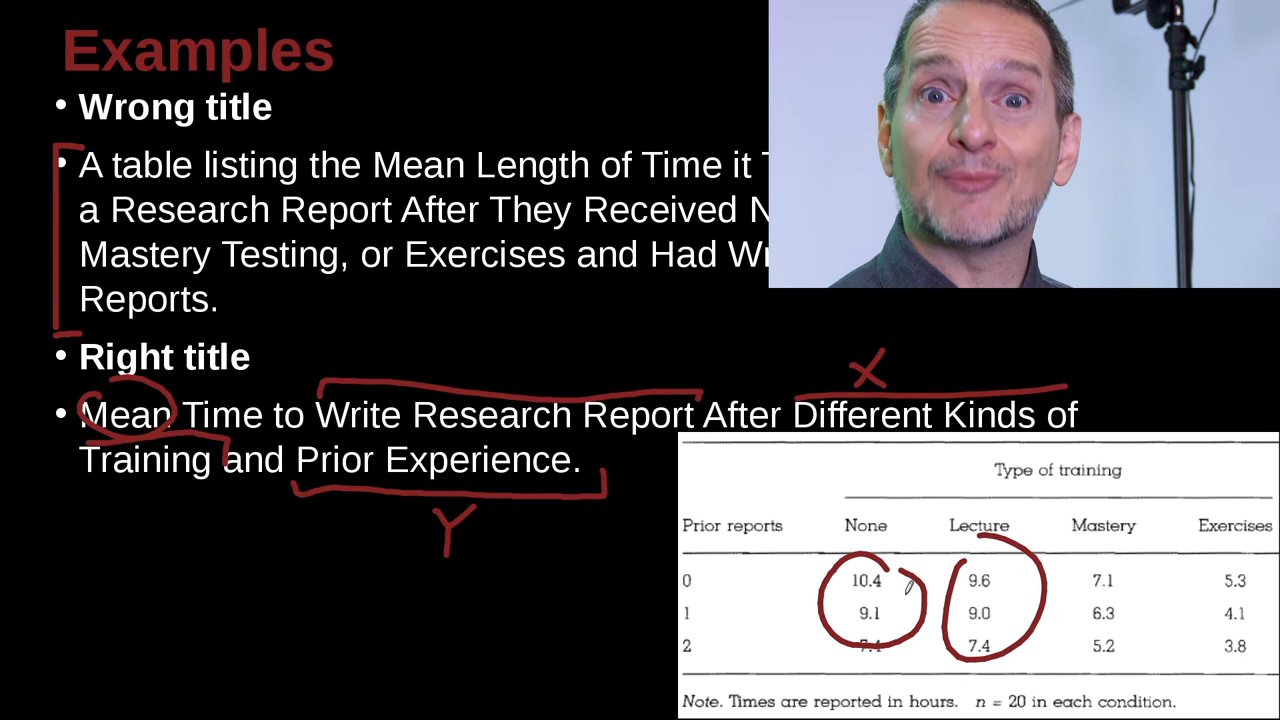 Examples
• Wrong title
• A table listing the Mean Length of Time it
a Research Report After They Received
Mastery Testing, or Exercises and Had
Reports.
• Right title
X
• Mean Time to Write Research Report After Different Kinds of
Training and Prior Experience.
Y
Type of training
Prior reports None Lecture Mastery Exercises
0 10.4 9.6 7.1 5.3
1 9.1 9.0 6.3 4.1
2 7.4 7.4 5.2 3.8
Note. Times are reported in hours. n = 20 in each condition.